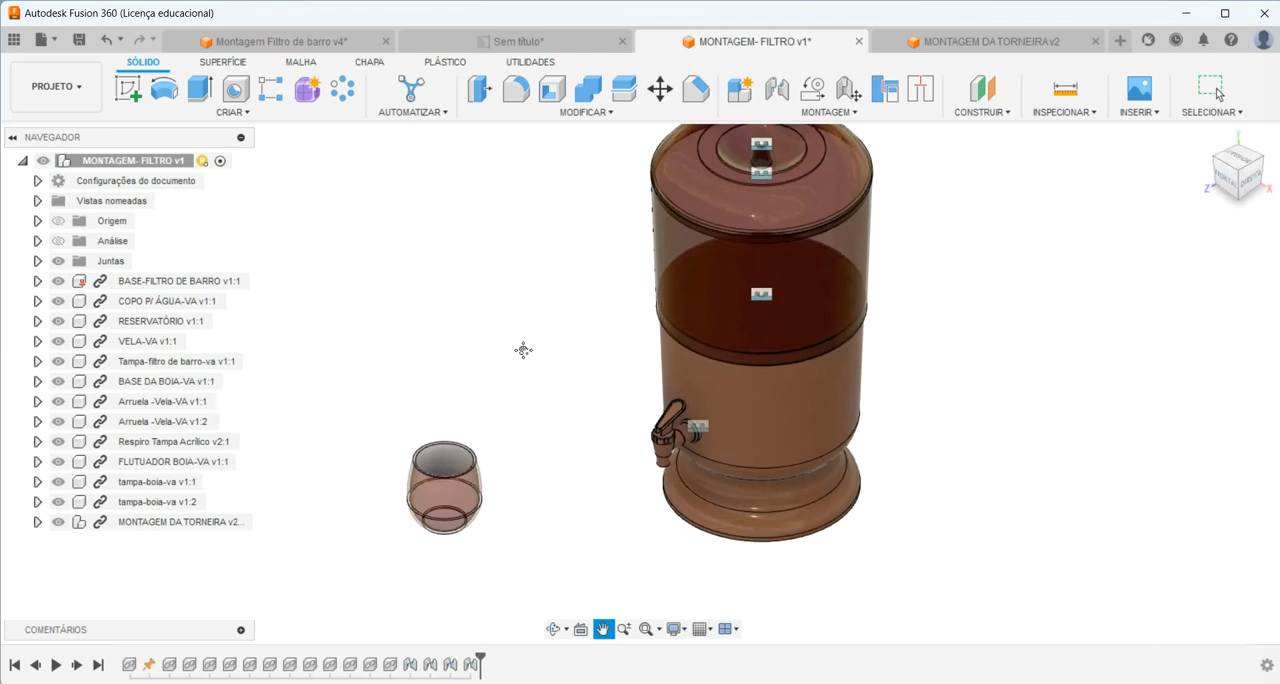 Autodesk Fusion 360 (Licença educacional)
Montagem Filtro de barro v4*
Sem título*
MONTAGEM- FILTRO v1*
MONTAGEM DA TORNEIRA v2
SÓLIDO SUPERFÍCIE MALHA CHAPA PLÁSTICO UTILIDADES
PROJETO
CRIAR AUTOMATIZAR MODIFICAR MONTAGEM CONSTRUIR INSPECIONAR INSERIR SELECIONAR
NAVEGADOR
MONTAGEM- FILTRO v1
Configurações do documento
Vistas nomeadas
Origem
Análise
Juntas
BASE-FILTRO DE BARRO v1:1
COPO P/ ÁGUA-VA v1:1
RESERVATÓRIO v1:1
VELA-VA v1:1
Tampa-filtro de barro-va v1:1
BASE DA BOIA-VA v1:1
Arruela -Vela-VA v1:1
Arruela -Vela-VA v1:2
Respiro Tampa Acrílico v2:1
FLUTUADOR BOIA-VA v1:1
tampa-boia-va v1:1
tampa-boia-va v1:2
MONTAGEM DA TORNEIRA v2...
Y
SUPERIOR
FRONTAL DIREITA
Z X
COMENTÁRIOS